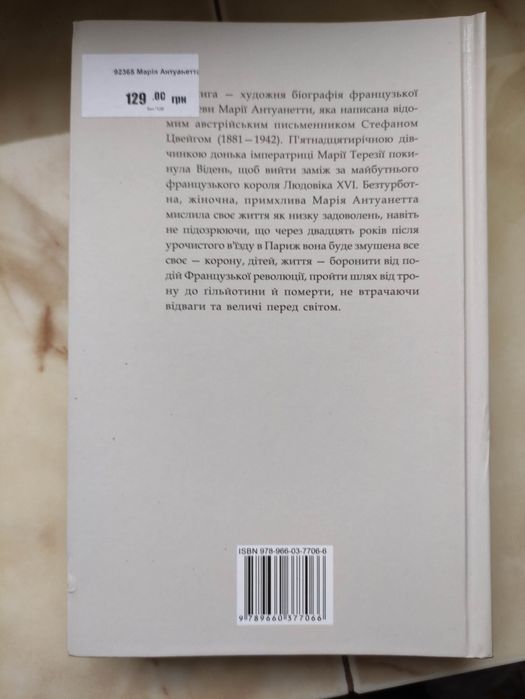 92365 Марія Антуанетта
129 .00 грн
нига — художня біографія французької
еви Марії Антуанетти, яка написана відо-
мим австрійським письменником Стефаном
Цвейгом (1881—1942). П'ятнадцятирічною дів-
чинкою донька імператриці Марії Терезії поки-
нула Відень, щоб вийти заміж за майбутнього
французького короля Людовіка XVI. Безтурбот-
на, жіночна, примхлива Марія Антуанетта
мислила своє життя як низку задоволень, навіть
не підозрюючи, що через двадцять років після
урочистого в'їзду в Париж вона буде змушена все
своє — корону, дітей, життя — боронити від по-
дій Французької революції, пройти шлях від тро-
ну до гільйотини й померти, не втрачаючи
відваги та величі перед світом.
ISBN 978-966-03-7706-6
9 789660 377066